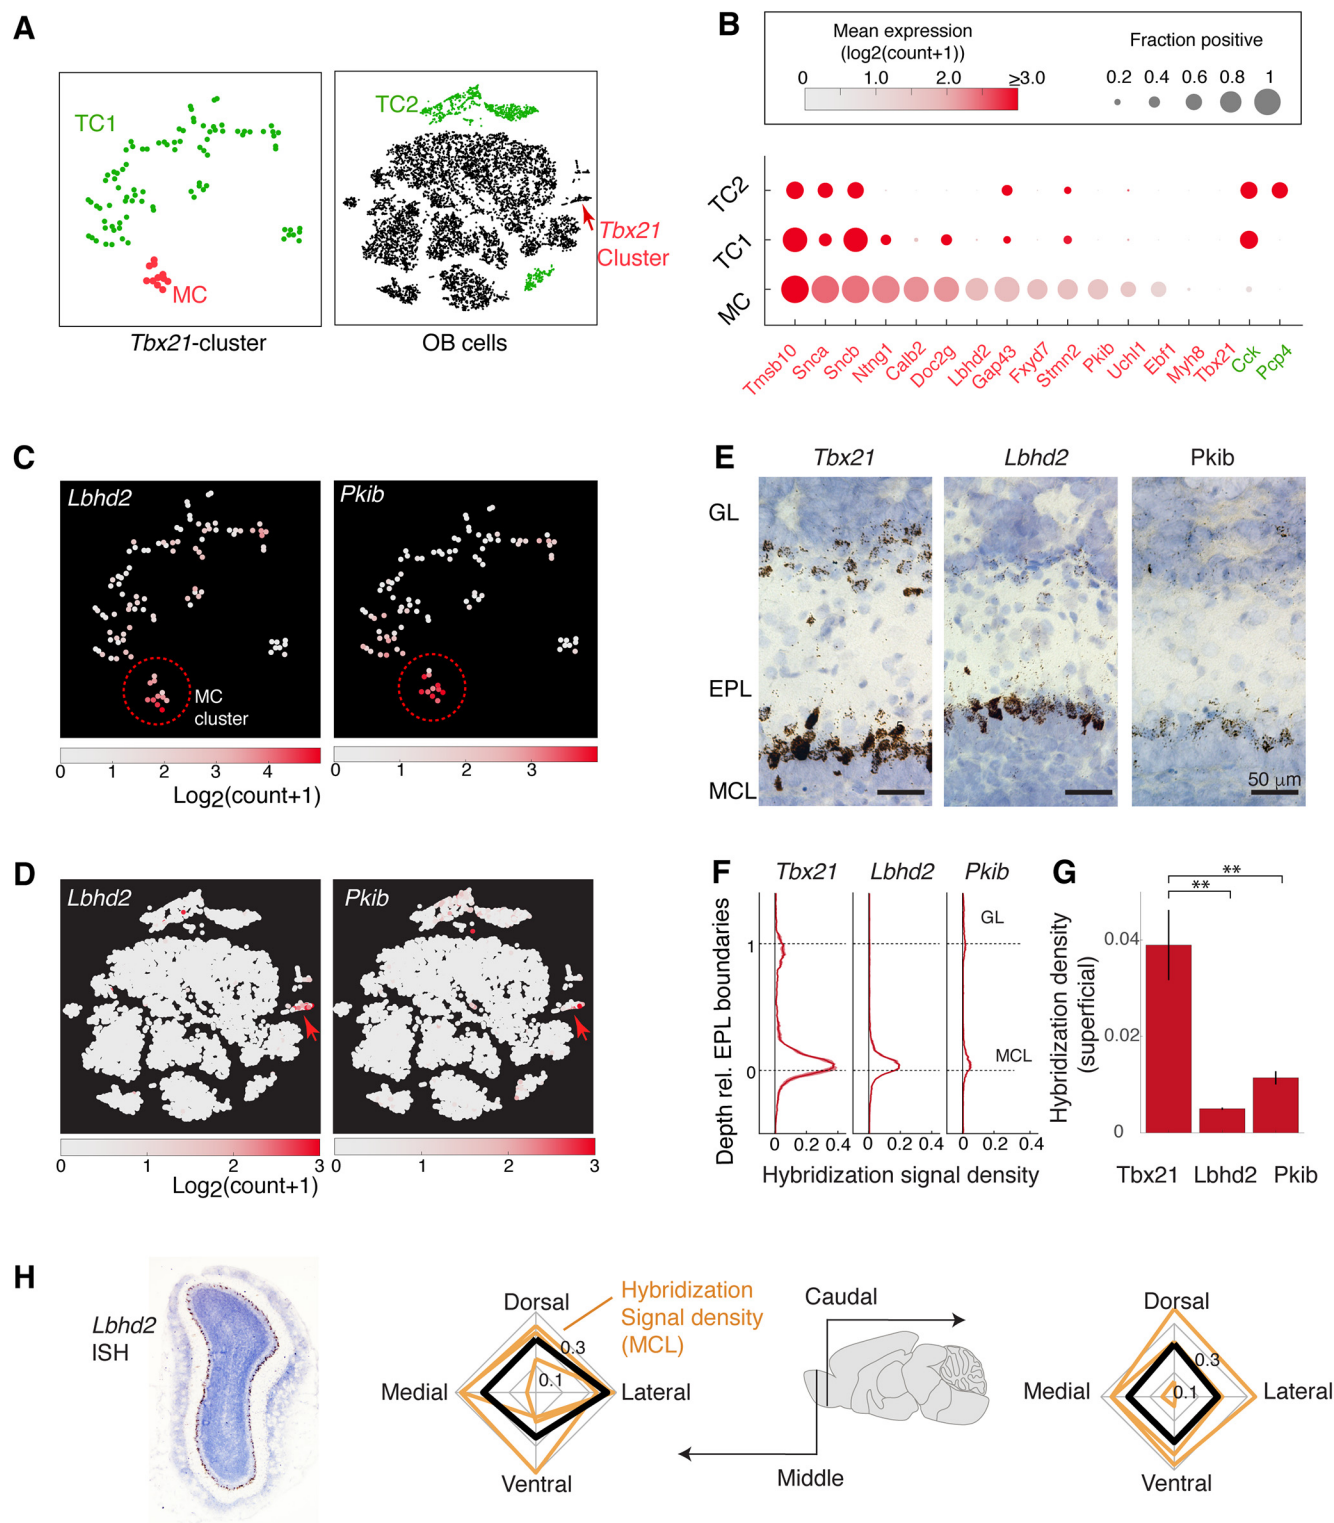 A
TC1
MC
Tbx21-cluster
TC2
Tbx21
Cluster
OB cells
B
Mean expression
(log2(count+1))
0 1.0 2.0 ≥3.0
Fraction positive
0.2 0.4 0.6 0.8 1
TC2
TC1
MC
Tmsb10
Snca
Sncb
Ntng1
Calb2
Doc2g
Lbhd2
Gap43
Fxyd7
Stmn2
Pkib
Uchl1
Ebf1
Myh8
Tbx21
Cck
Pcp4
C
Lbhd2
MC
cluster
0 1 2 3 4
Pkib
0 1 2 3
Log2(count+1)
D
Lbhd2
0 1 2 3
Pkib
0 1 2 3
Log2(count+1)
E
Tbx21 Lbhd2 Pkib
GL
EPL
MCL
50 μm
F
Tbx21 Lbhd2 Pkib
Depth rel. EPL boundaries
1
0
GL
MCL
0 0.2 0.4 0 0.2 0.4 0 0.2 0.4
Hybridization signal density
G
**
**
Hybridization density
(superficial)
0.04
0.02
0
Tbx21 Lbhd2 Pkib
H
Lbhd2
ISH
Dorsal
Medial
Lateral
Ventral
0.3
0.1
Hybridization
Signal density
(MCL)
Caudal
Middle
Dorsal
Medial
Lateral
Ventral
0.3
0.1